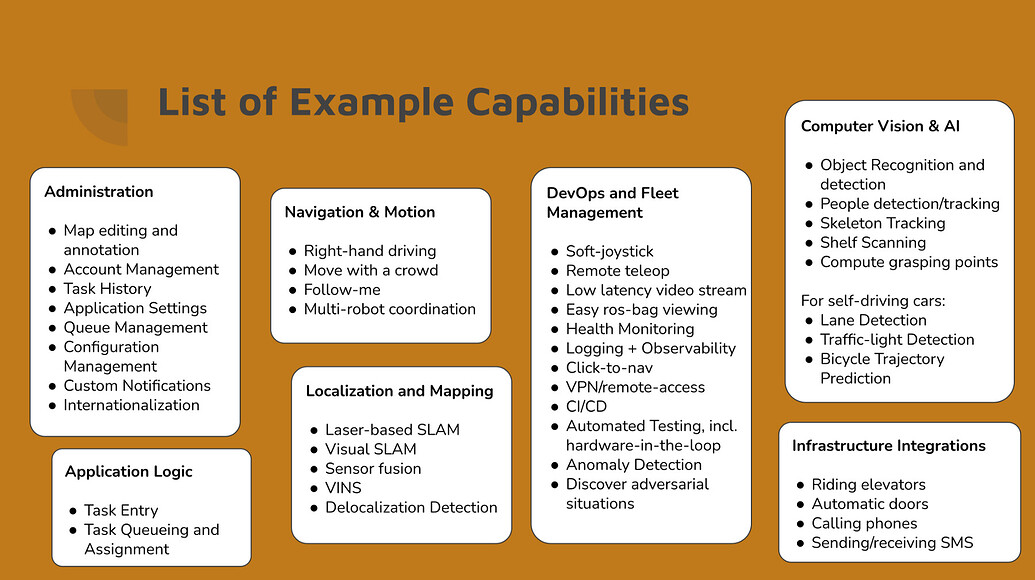 List of Example Capabilities
Administration
● Map editing and
annotation
● Account Management
● Task History
● Application Settings
● Queue Management
● Configuration
Management
● Custom Notifications
● Internationalization
Application Logic
● Task Entry
● Task Queueing and
Assignment
Navigation & Motion
● Right-hand driving
● Move with a crowd
● Follow-me
● Multi-robot coordination
Localization and Mapping
● Laser-based SLAM
● Visual SLAM
● Sensor fusion
● VINS
● Delocalization Detection
DevOps and Fleet
Management
● Soft-joystick
● Remote teleop
● Low latency video stream
● Easy ros-bag viewing
● Health Monitoring
● Logging + Observability
● Click-to-nav
● VPN/remote-access
● CI/CD
● Automated Testing, incl.
hardware-in-the-loop
● Anomaly Detection
● Discover adversarial
situations
Computer Vision & AI
● Object Recognition and
detection
● People detection/tracking
● Skeleton Tracking
● Shelf Scanning
● Compute grasping points
For self-driving cars:
● Lane Detection
● Traffic-light Detection
● Bicycle Trajectory
Prediction
Infrastructure Integrations
● Riding elevators
● Automatic doors
● Calling phones
● Sending/receiving SMS